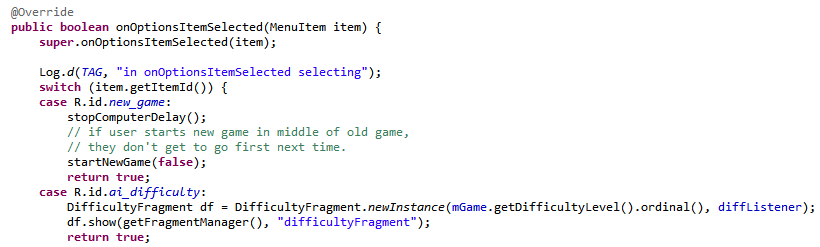 @Override
public boolean onOptionsItemSelected(MenuItem item) {
    super.onOptionsItemSelected(item);

    Log.d(TAG, "in onOptionsItemSelected selecting");
    switch (item.getItemId()) {
    case R.id.new_game:
        stopComputerDelay();
        // if user starts new game in middle of old game,
        // they don't get to go first next time.
        startNewGame(false);
        return true;
    case R.id.ai_difficulty:
        DifficultyFragment df = DifficultyFragment.newInstance(mGame.getDifficultyLevel().ordinal(), diffListener);
        df.show(getFragmentManager(), "difficultyFragment");
        return true;